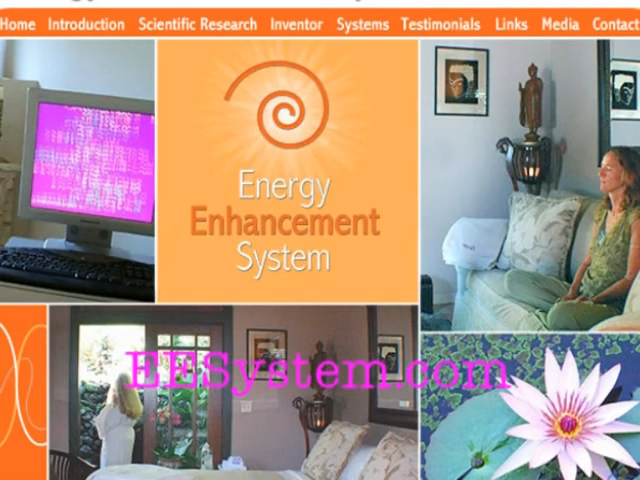 Home Introduction Scientific Research Inventor Systems Testimonials Links Media Contact
Energy
Enhancement
System
EESystem.com